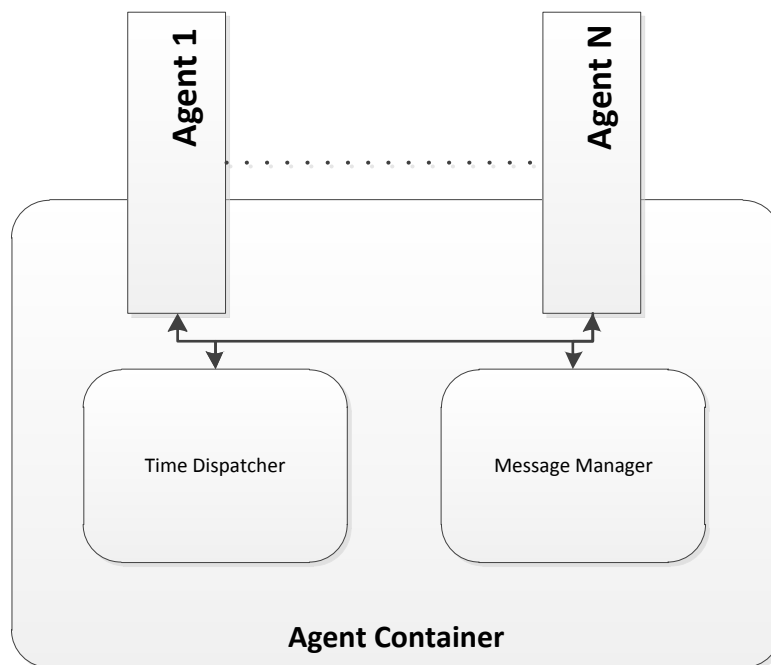 Agent 1
Agent N
Time Dispatcher
Message Manager
Agent Container